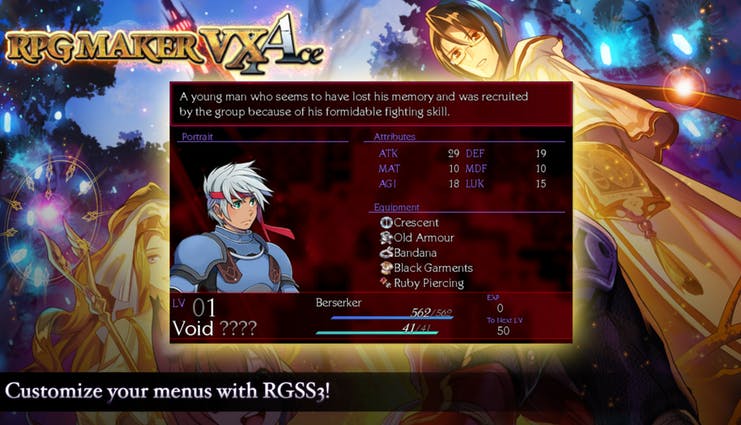 RPG MAKER VX Ace
A young man who seems to have lost his memory and was recruited
by the group because of his formidable fighting skill.
Portrait
Attributes
ATK 29 DEF 19
MAT 10 MDF 10
AGI 18 LUK 15
Equipment
Crescent
Old Armour
Bandana
Black Garments
Ruby Piercing
LV 01
Void ????
Berserker
562/562
41/41
EXP
0
To Next LV
50
Customize your menus with RGSS3!